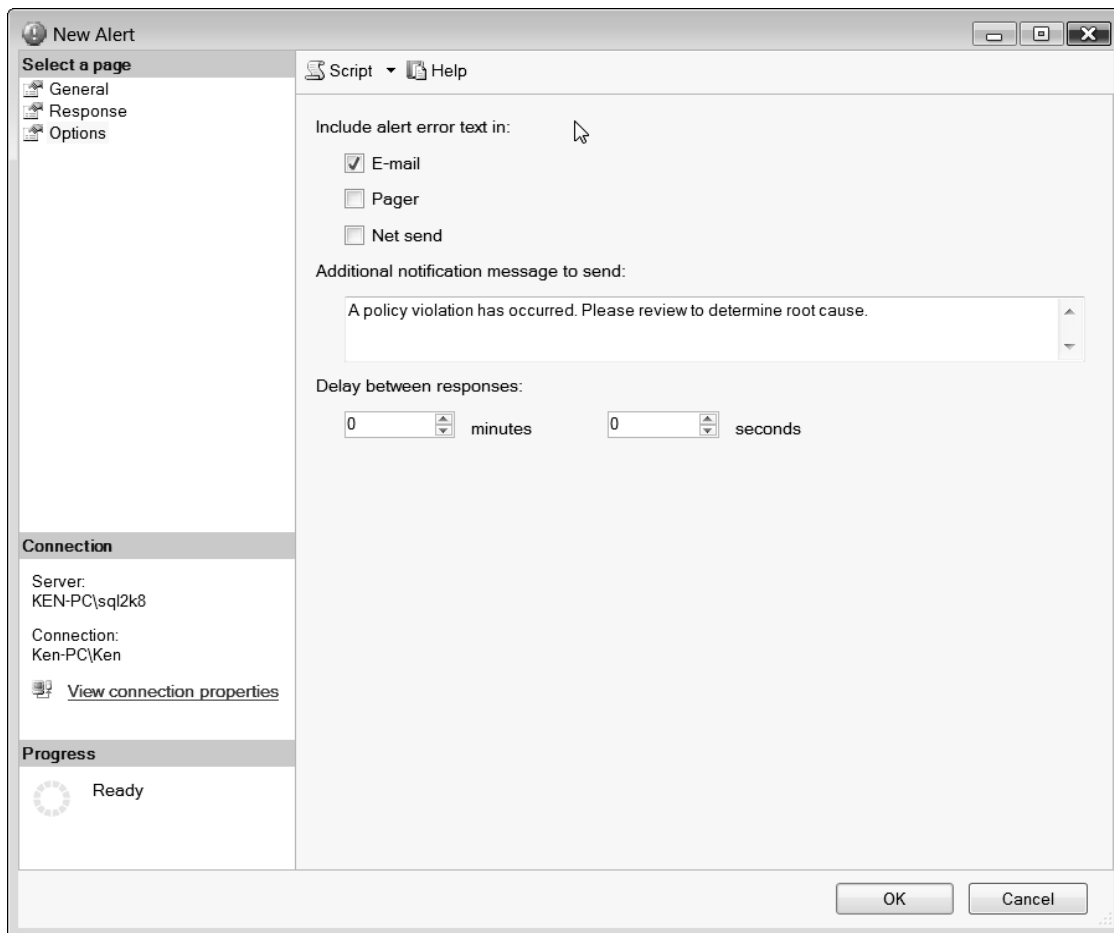 New Alert
Select a page
General
Response
Options
Script Help
Include alert error text in:
E-mail
Pager
Net send
Additional notification message to send:
A policy violation has occurred. Please review to determine root cause.
Delay between responses:
0 minutes 0 seconds
Connection
Server:
KEN-PC\sql2k8
Connection:
Ken-PC\Ken
View connection properties
Progress
Ready
OK Cancel